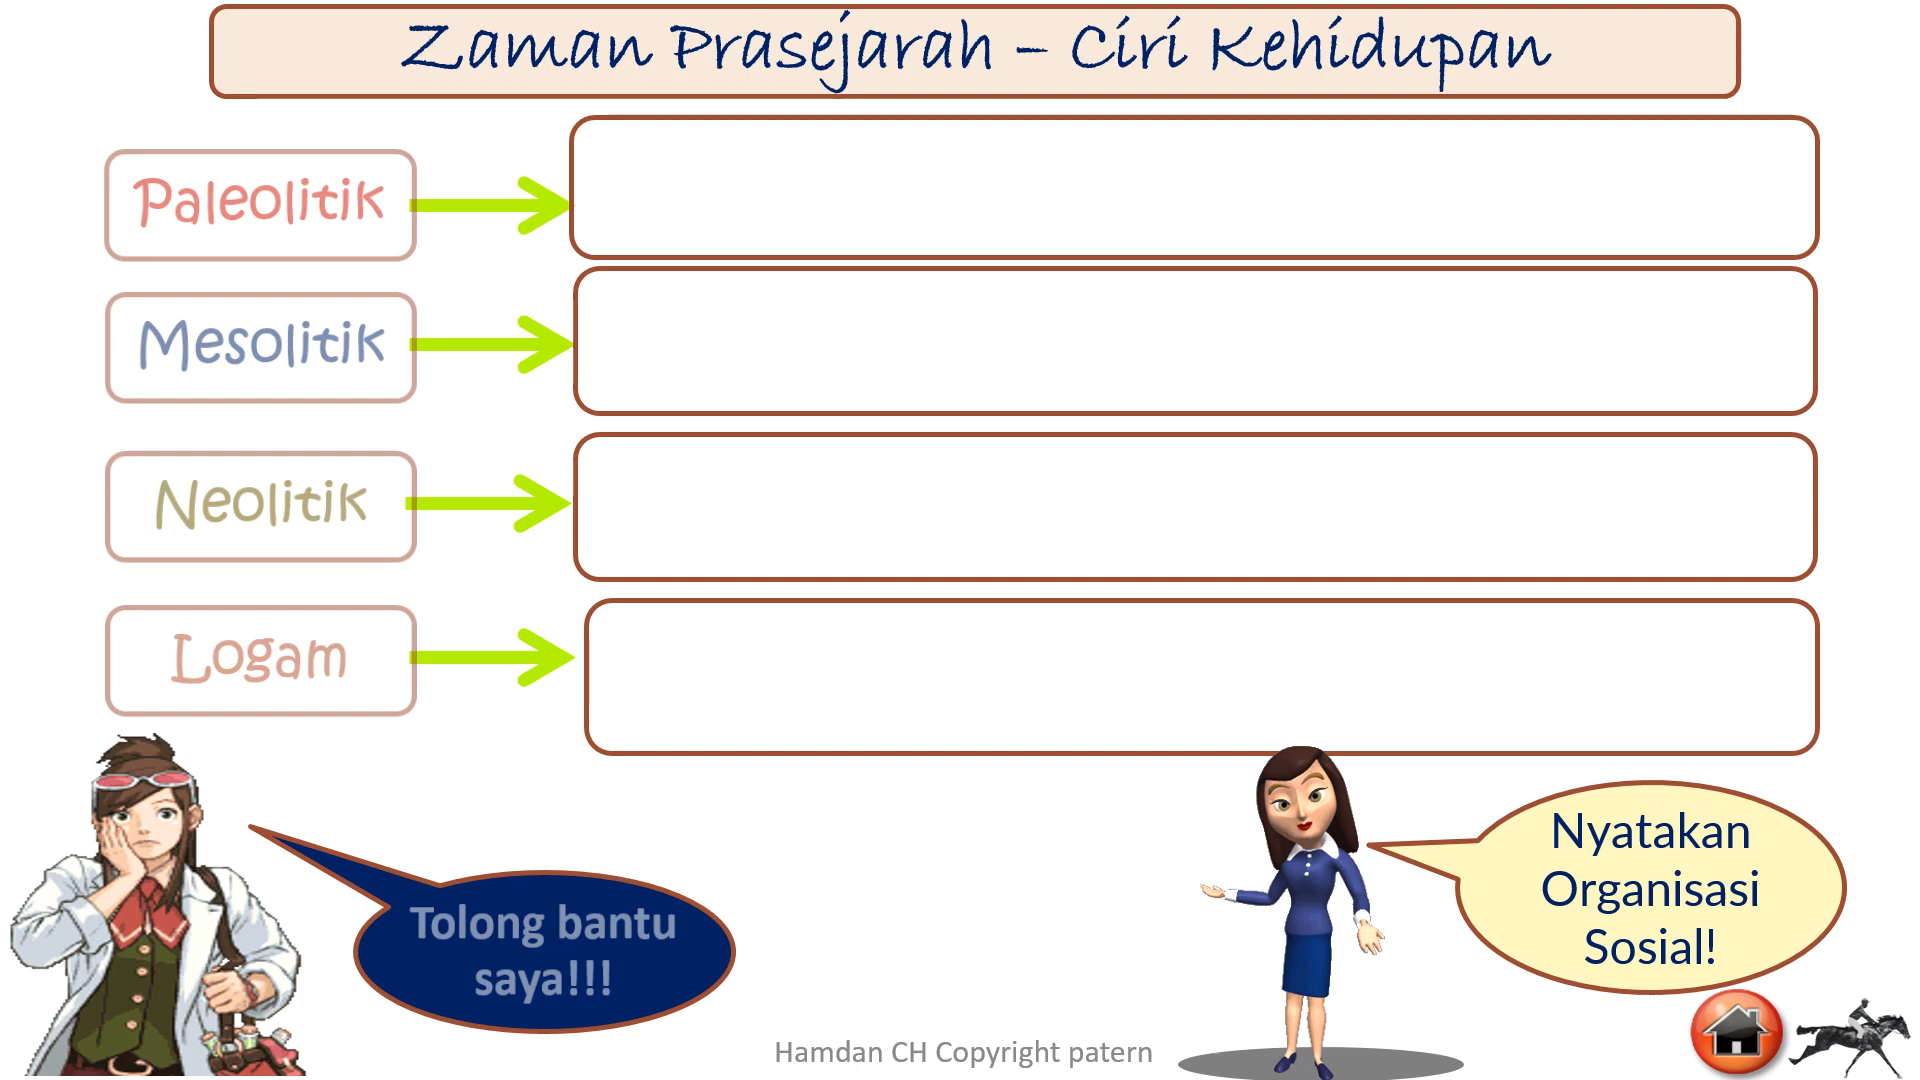 Zaman Prasejarah – Ciri Kehidupan
Paleolitik
Mesolitik
Neolitik
Logam
Tolong bantu
saya!!!
Nyatakan
Organisasi
Sosial!
Hamdan CH Copyright patern